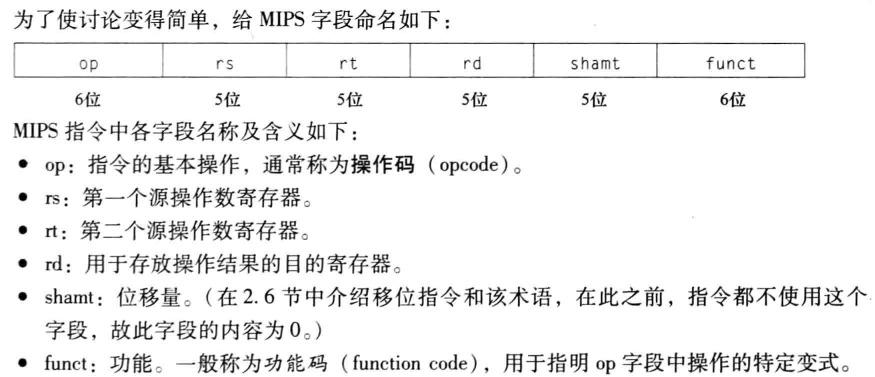 为了使讨论变得简单，给 MIPS 字段命名如下：
op rs rt rd shamt funct
6位 5位 5位 5位 5位 6位
MIPS 指令中各字段名称及含义如下：
● op：指令的基本操作，通常称为操作码（opcode）。
● rs：第一个源操作数寄存器。
● rt：第二个源操作数寄存器。
● rd：用于存放操作结果的目的寄存器。
● shamt：位移量。（在 2.6 节中介绍移位指令和该术语，在此之前，指令都不使用这个
字段，故此字段的内容为 0。）
● funct：功能。一般称为功能码（function code），用于指明 op 字段中操作的特定变式。